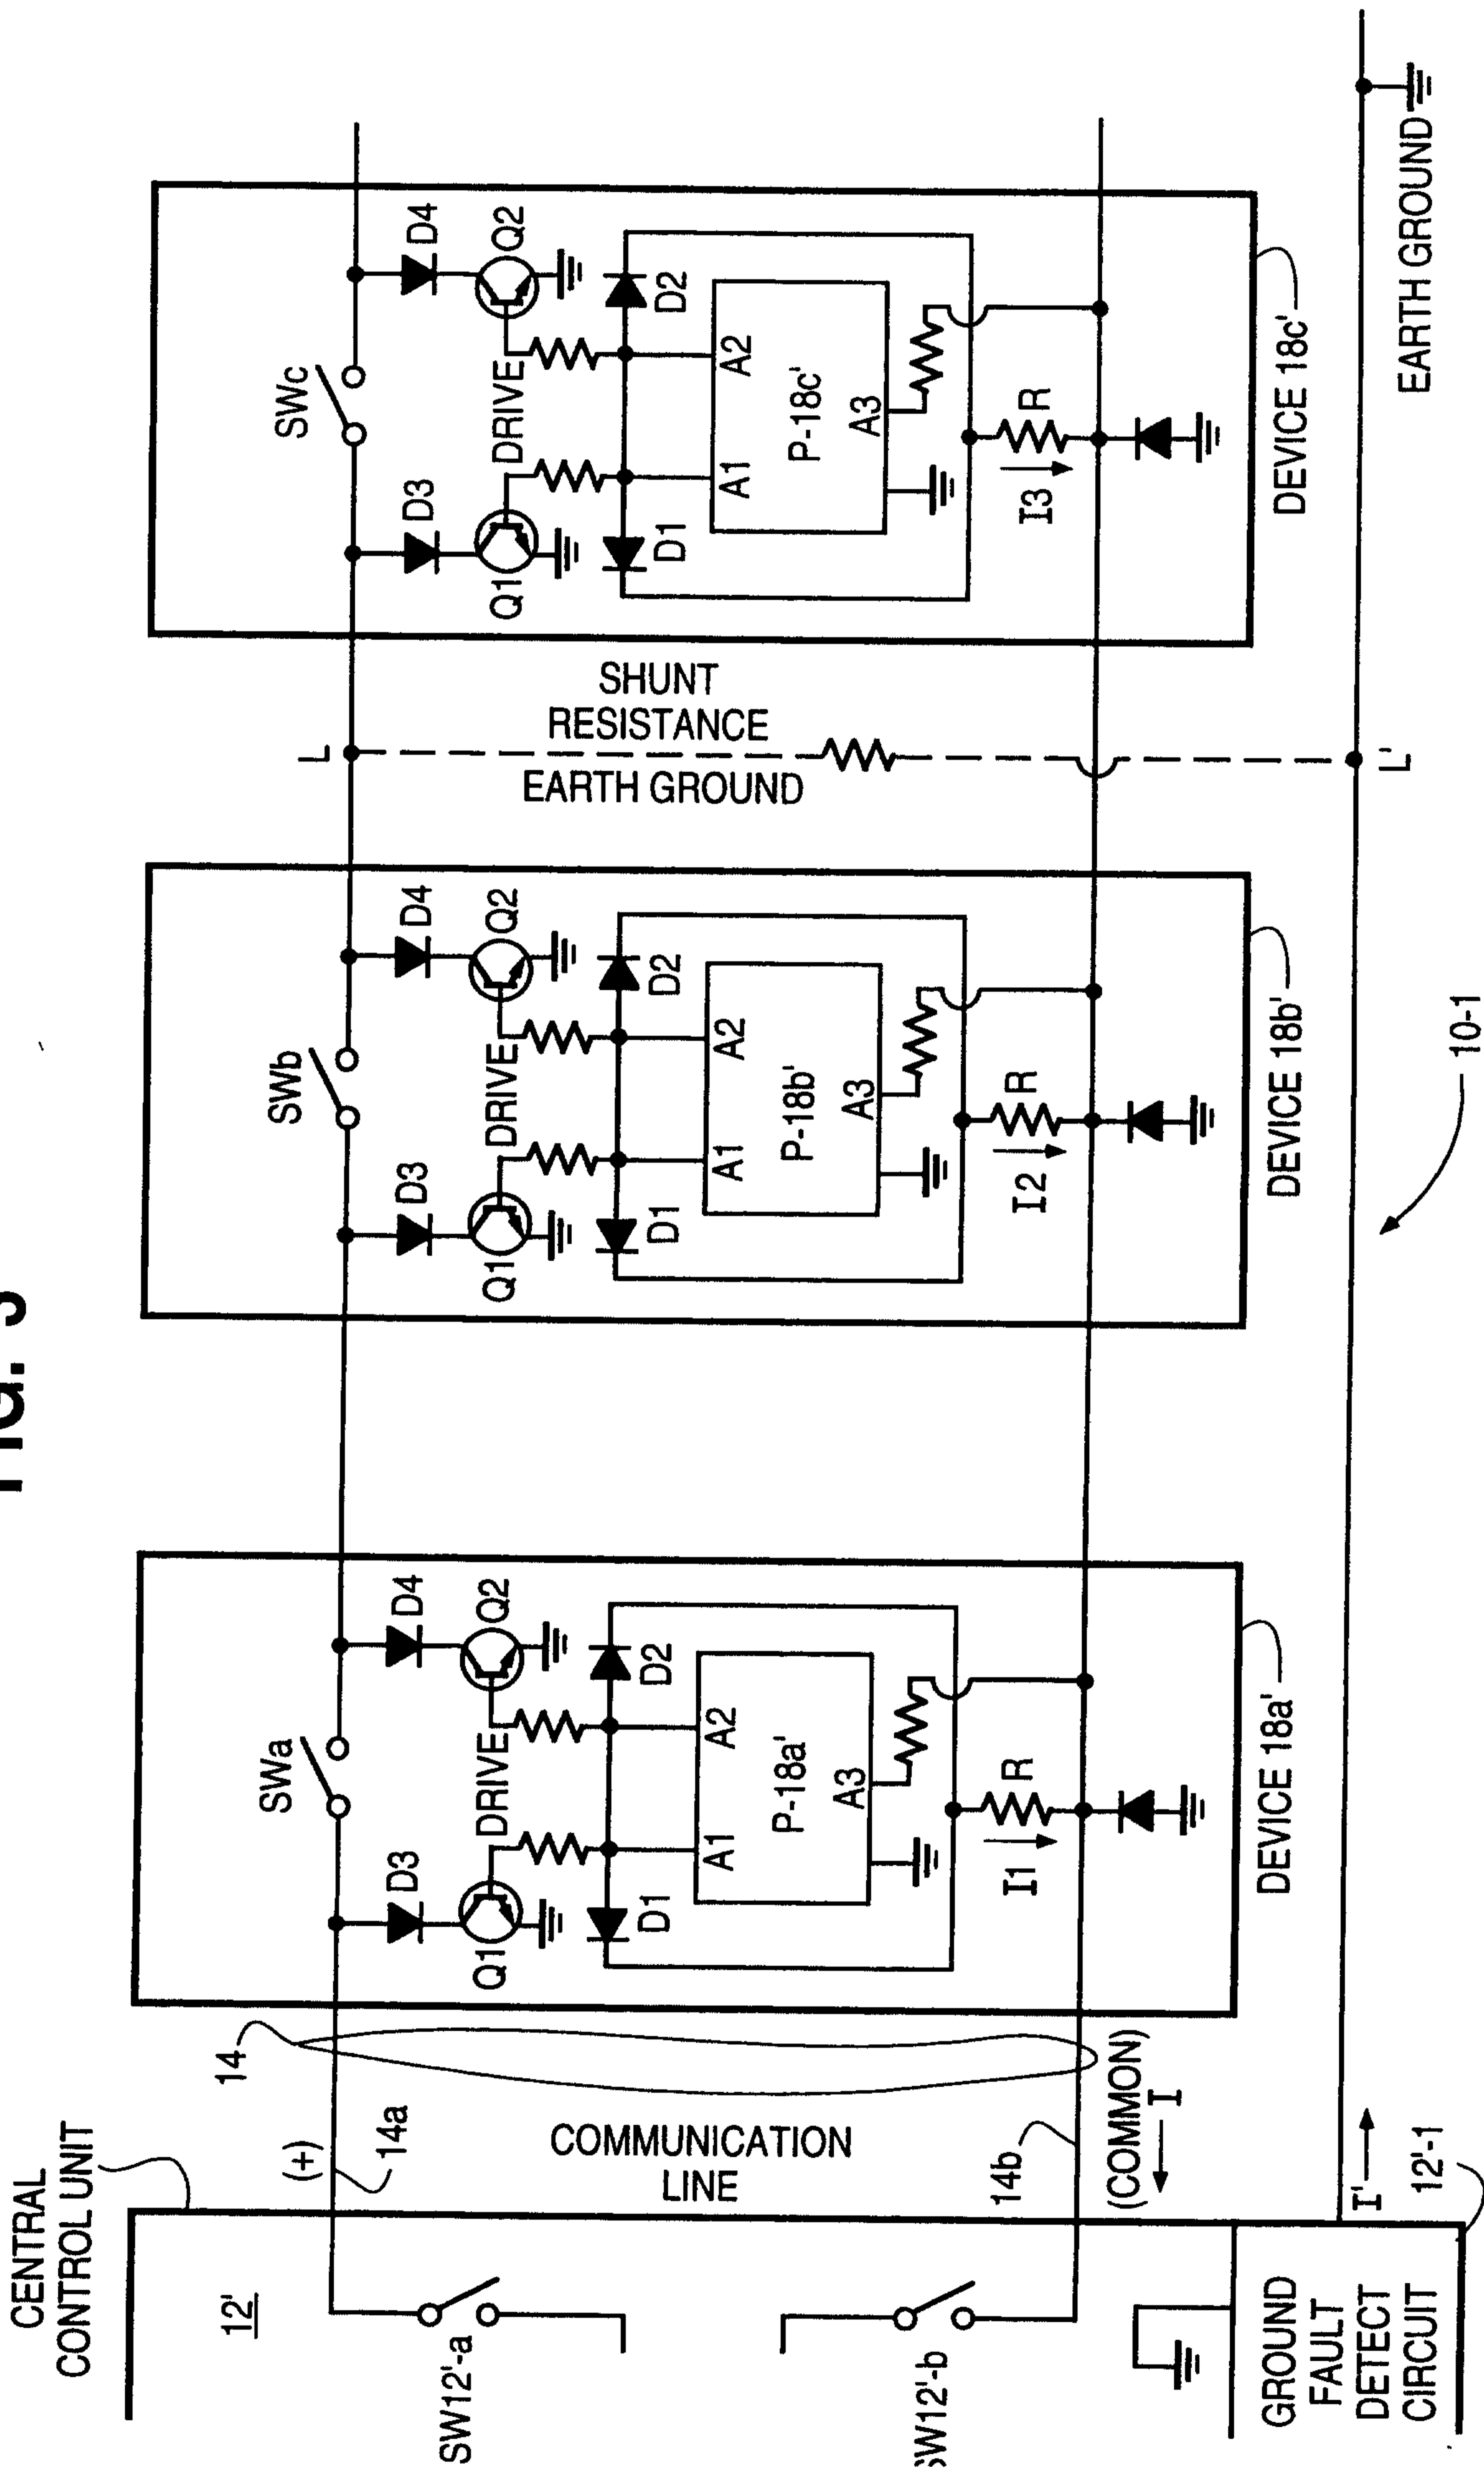 FIG. 5
CENTRAL
CONTROL UNIT
12'
SW12'-a
SW12'-b
GROUND
FAULT
DETECT
CIRCUIT
12'-1
I'
(+)
14a
14
COMMUNICATION
LINE
14b
(COMMON)
I
SWa
D3
D4
Q1
Q2
DRIVE
D1
D2
A1
A2
P-18a'
A3
I1
R
DEVICE 18a'
SWb
D3
D4
Q1
Q2
DRIVE
D1
D2
A1
A2
P-18b'
A3
I2
R
DEVICE 18b'
L
SHUNT
RESISTANCE
EARTH GROUND
L'
SWc
D3
D4
Q1
Q2
DRIVE
D1
D2
A1
A2
P-18c'
A3
I3
R
DEVICE 18c'
EARTH GROUND
10-1